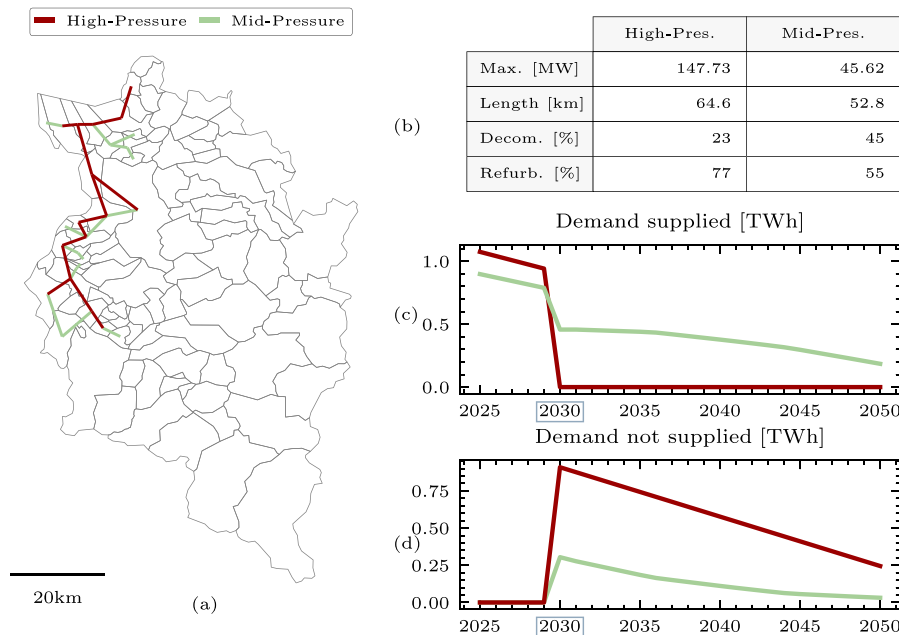 High-Pressure Mid-Pressure
20km
(a)
(b)
High-Pres. Mid-Pres.
Max. [MW] 147.73 45.62
Length [km] 64.6 52.8
Decom. [%] 23 45
Refurb. [%] 77 55
Demand supplied [TWh]
(c)
1.0
0.5
0.0
2025 2030 2035 2040 2045 2050
Demand not supplied [TWh]
(d)
0.75
0.50
0.25
0.00
2025 2030 2035 2040 2045 2050